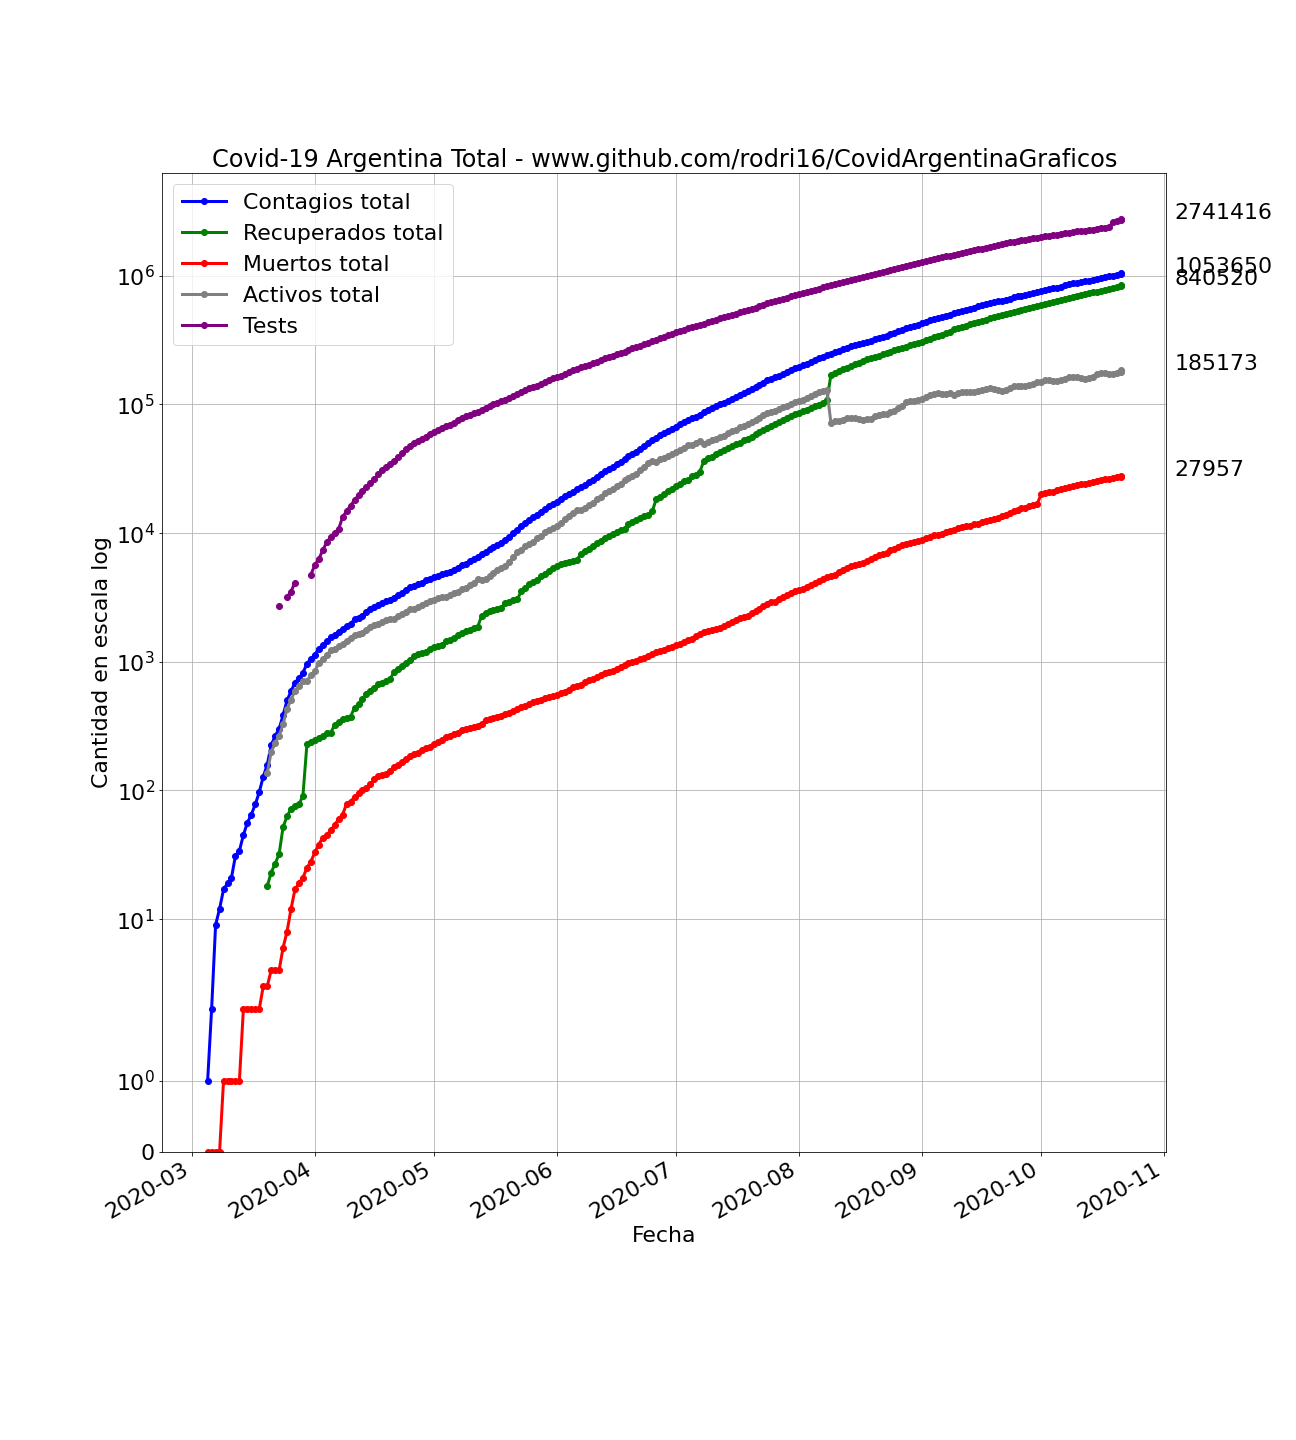 Covid-19 Argentina Total - www.github.com/rodri16/CovidArgentinaGraficos
Contagios total
Recuperados total
Muertos total
Activos total
Tests
2741416
1053650
840520
185173
27957
10^6
10^5
10^4
10^3
10^2
10^1
10^0
0
Cantidad en escala log
2020-03
2020-04
2020-05
2020-06
2020-07
2020-08
2020-09
2020-10
2020-11
Fecha